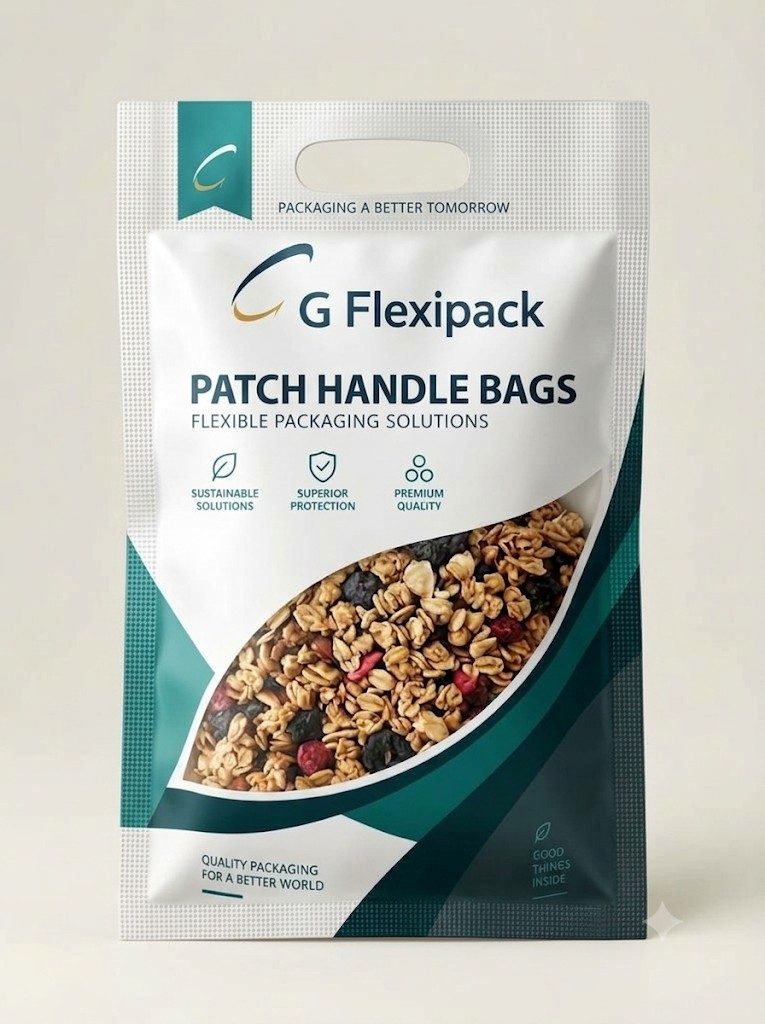 PACKAGING A BETTER TOMORROW
G Flexipack
PATCH HANDLE BAGS
FLEXIBLE PACKAGING SOLUTIONS
SUSTAINABLE
SOLUTIONS
SUPERIOR
PROTECTION
PREMIUM
QUALITY
QUALITY PACKAGING
FOR A BETTER WORLD
GOOD
THINGS
INSIDE